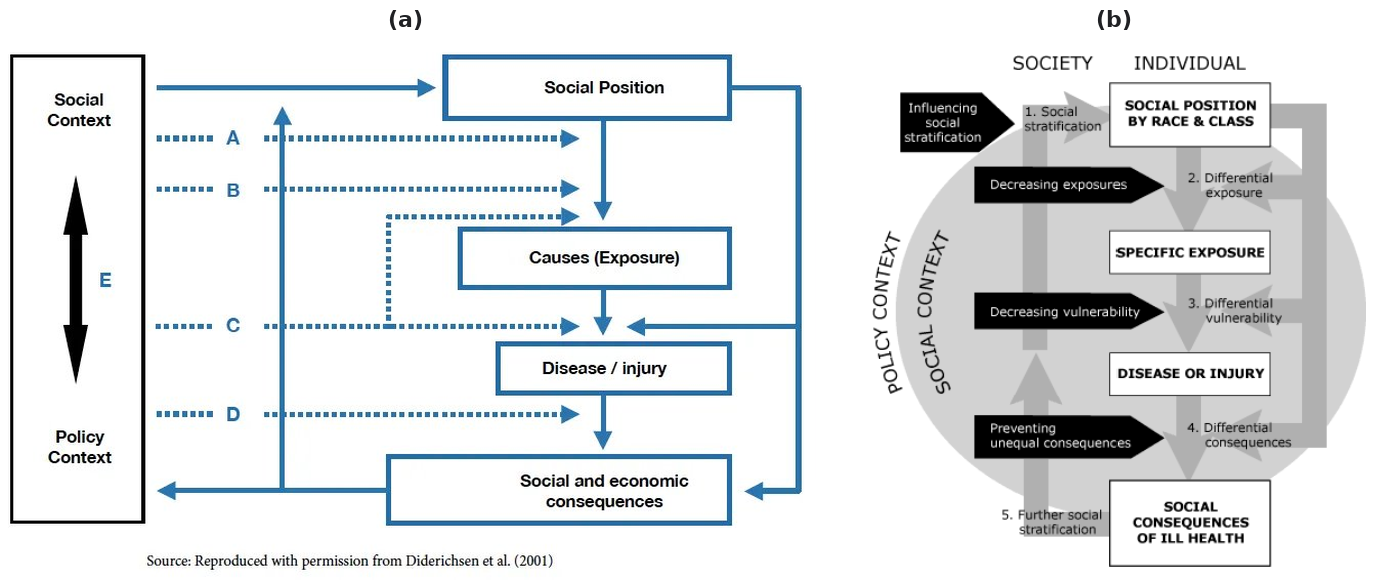 (a)
Social
Context
E
Policy
Context
A
B
C
D
Social Position
Causes (Exposure)
Disease / injury
Social and economic
consequences
Source: Reproduced with permission from Diderichsen et al. (2001)
(b)
SOCIETY
INDIVIDUAL
Influencing
social
stratification
1. Social
stratification
SOCIAL POSITION
BY RACE & CLASS
Decreasing exposures
2. Differential
exposure
POLICY CONTEXT
SOCIAL CONTEXT
SPECIFIC EXPOSURE
Decreasing vulnerability
3. Differential
vulnerability
DISEASE OR INJURY
Preventing
unequal consequences
4. Differential
consequences
5. Further social
stratification
SOCIAL
CONSEQUENCES
OF ILL HEALTH